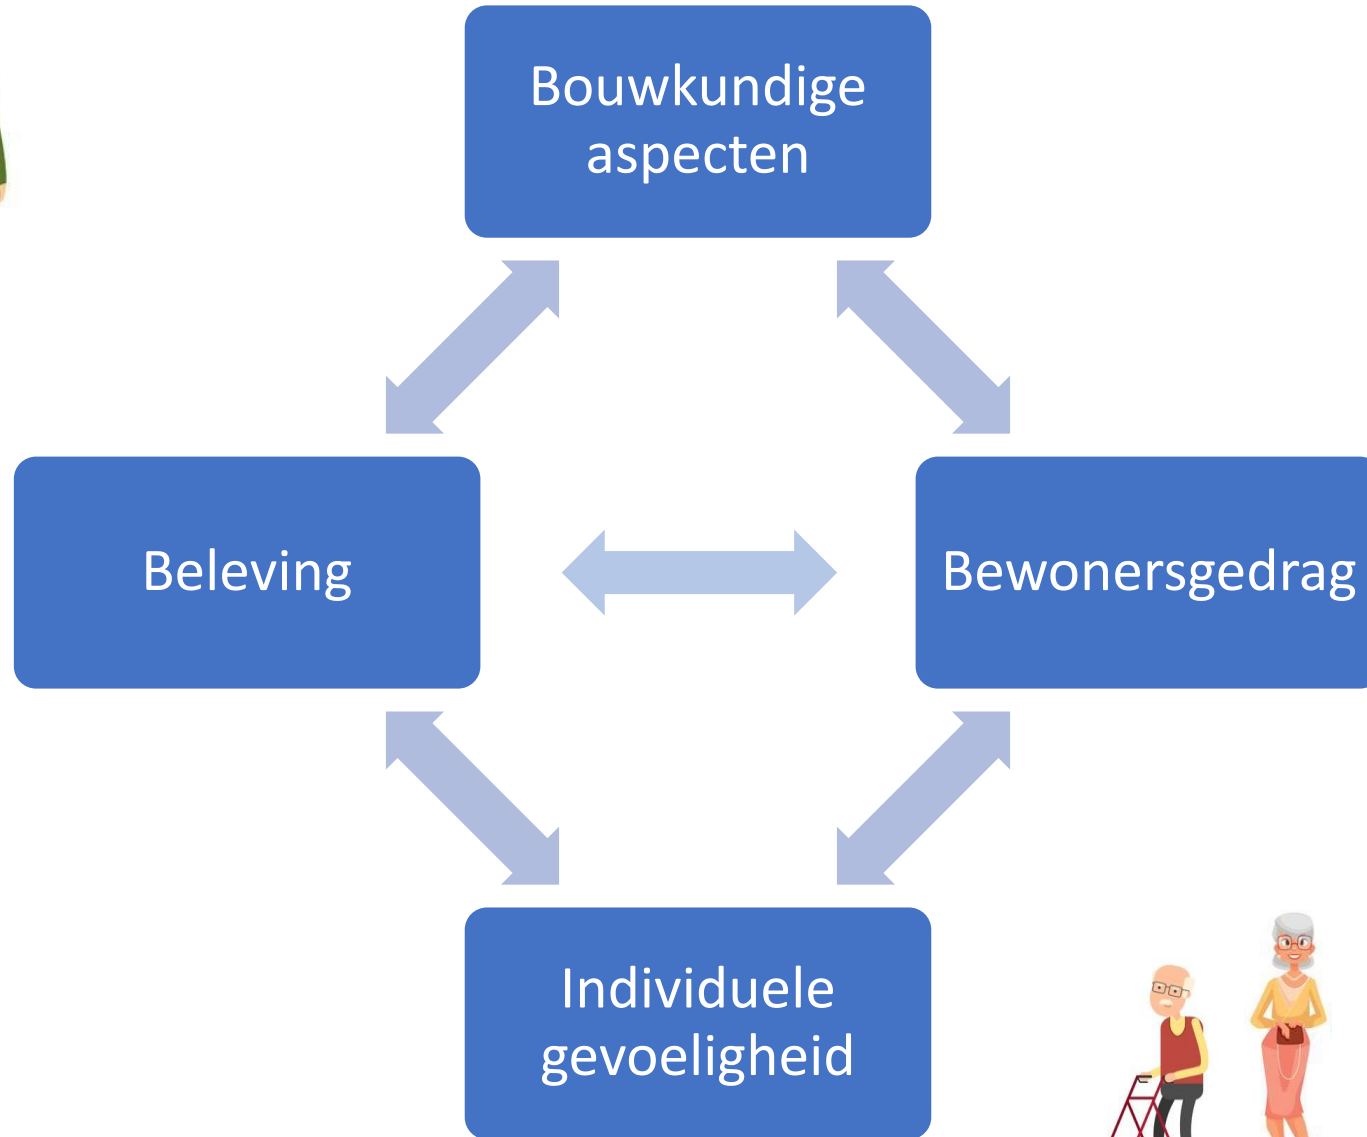 Bouwkundige
aspecten
Beleving
Bewonersgedrag
Individuele
gevoeligheid